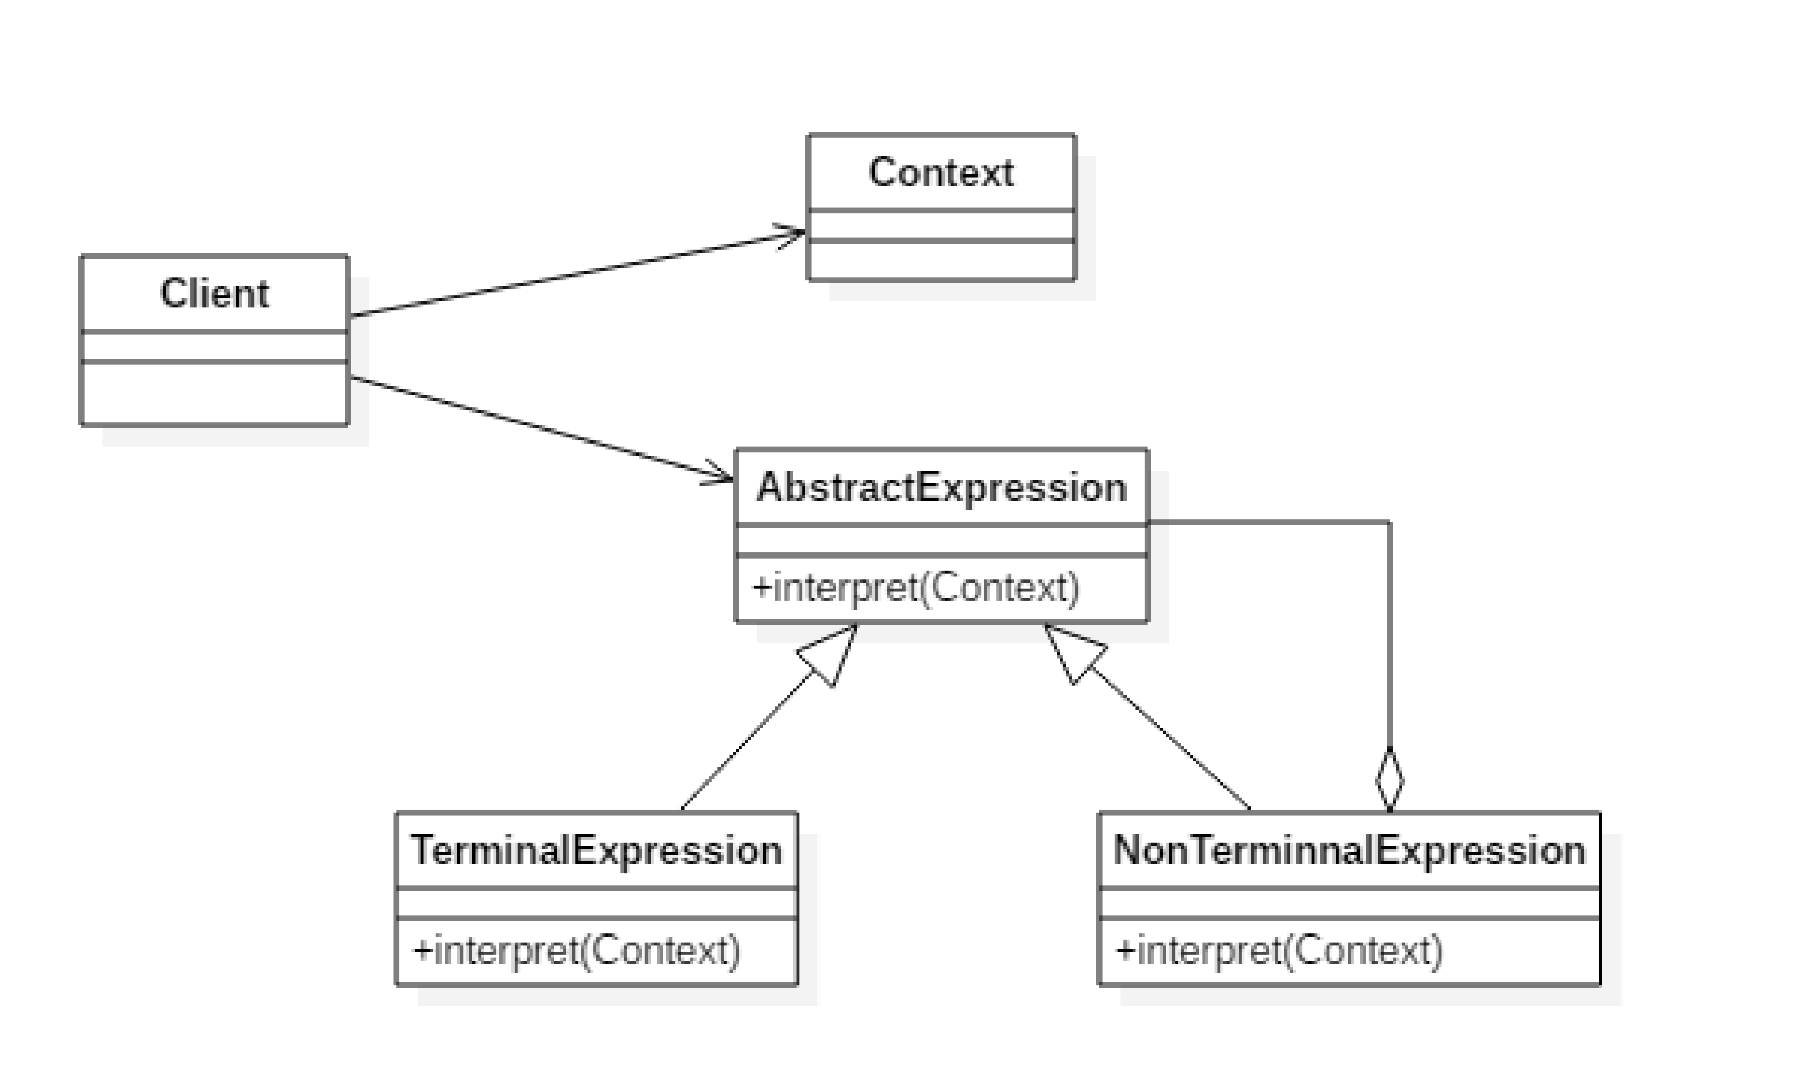 Context
Client
AbstractExpression
+interpret(Context)
TerminalExpression
+interpret(Context)
NonTerminnalExpression
+interpret(Context)